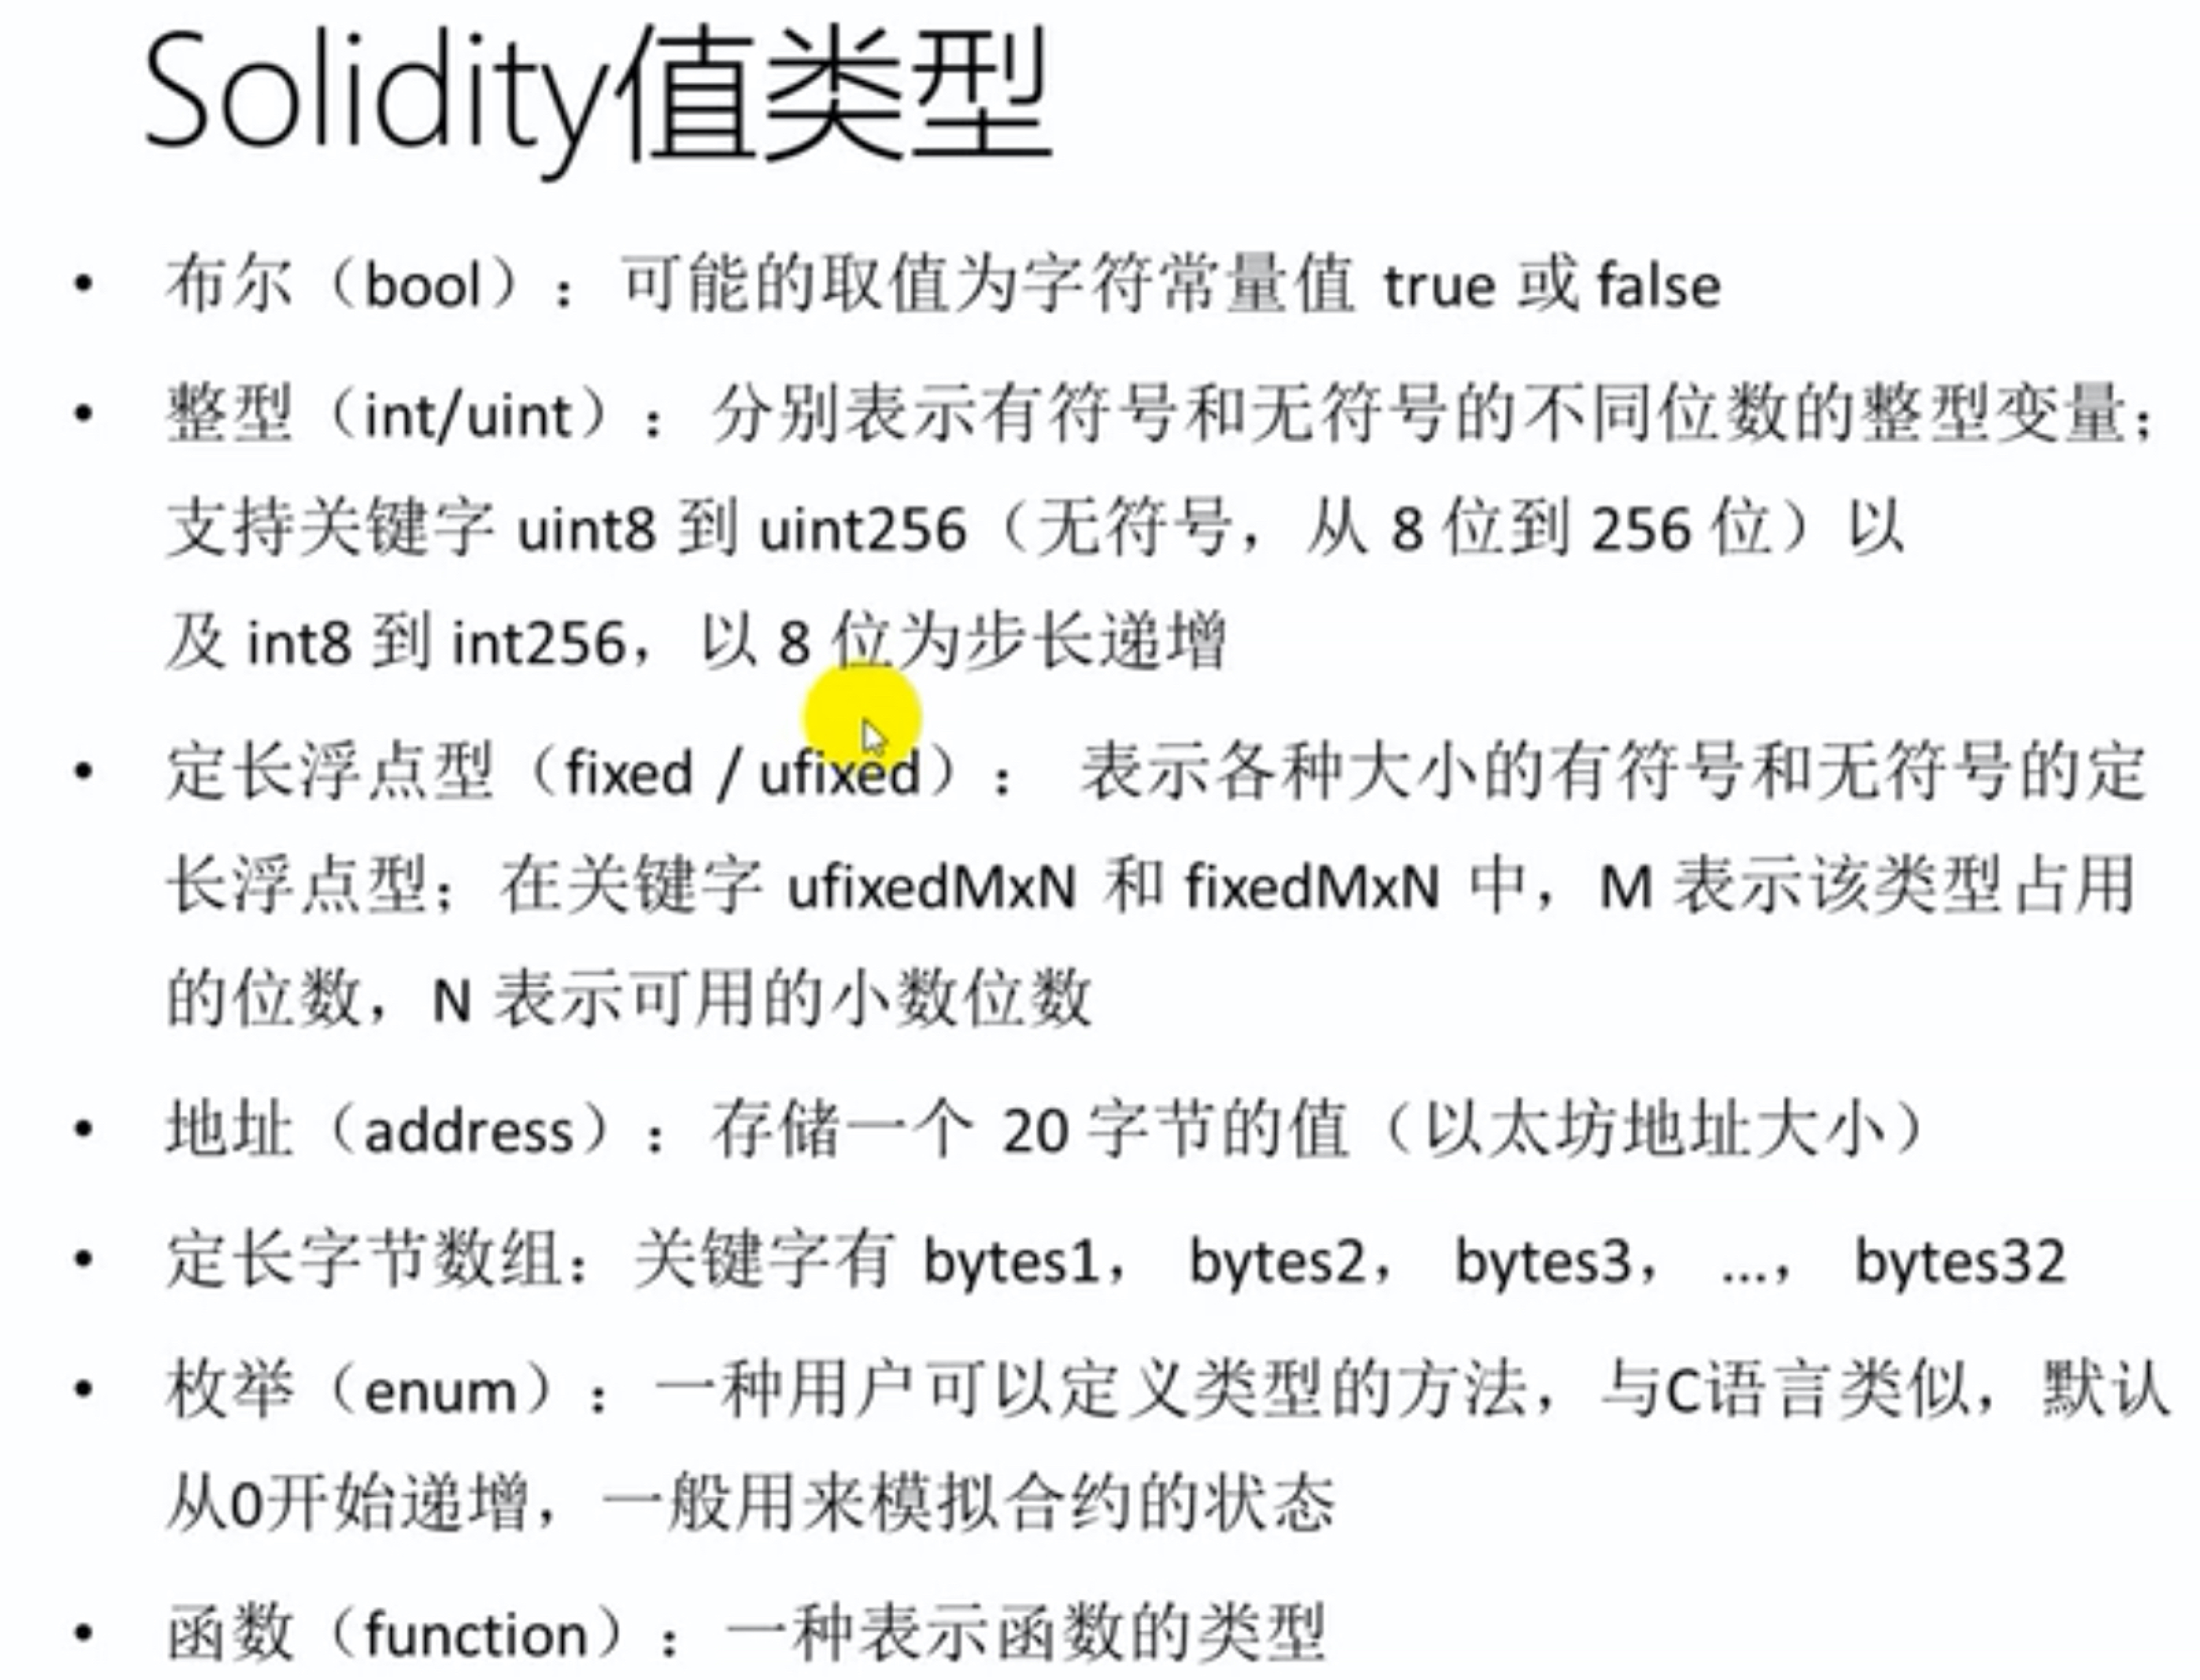 Solidity值类型
• 布尔（bool）：可能的取值为字符常量值 true 或 false
• 整型（int/uint）：分别表示有符号和无符号的不同位数的整型变量；
支持关键字 uint8 到 uint256（无符号，从 8 位到 256 位）以
及 int8 到 int256，以 8 位为步长递增
• 定长浮点型（fixed / ufixed）： 表示各种大小的有符号和无符号的定
长浮点型；在关键字 ufixedMxN 和 fixedMxN 中，M 表示该类型占用
的位数，N 表示可用的小数位数
• 地址（address）：存储一个 20 字节的值（以太坊地址大小）
• 定长字节数组：关键字有 bytes1， bytes2， bytes3， ...， bytes32
• 枚举（enum）：一种用户可以定义类型的方法，与C语言类似，默认
从0开始递增，一般用来模拟合约的状态
• 函数（function）：一种表示函数的类型